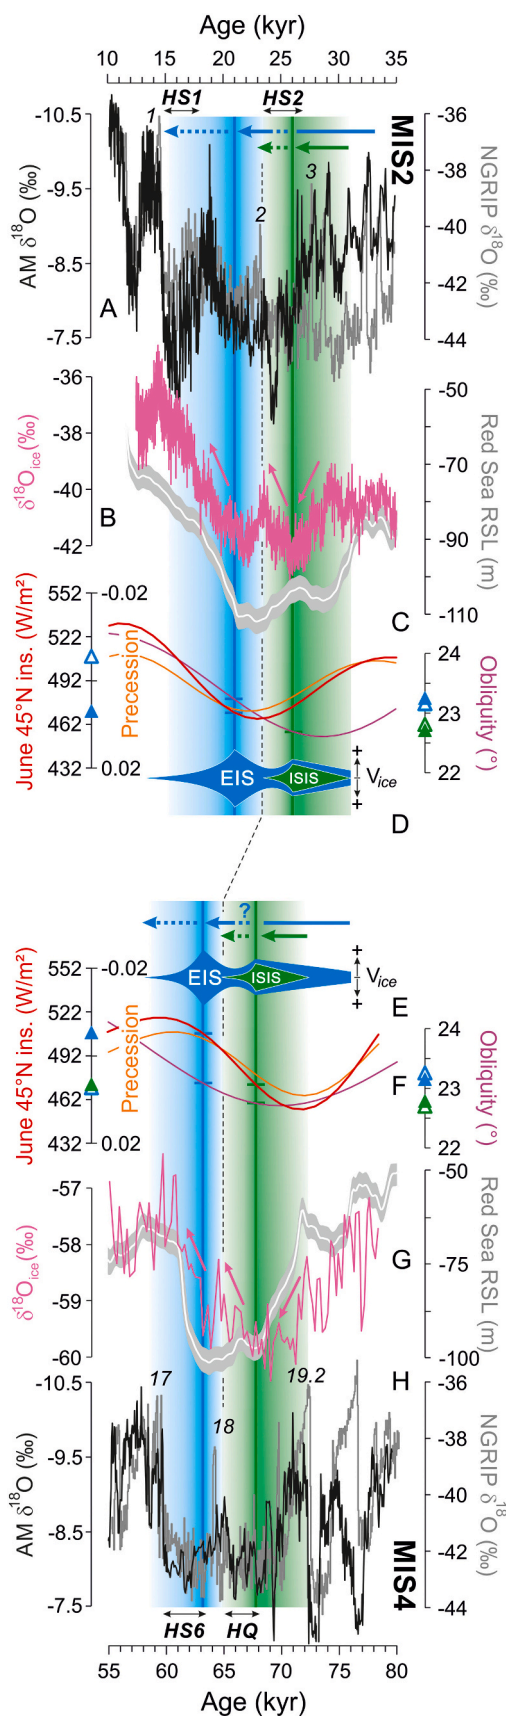 Age (kyr)
10 15 20 25 30 35
HS1 HS2
MIS2
AM δ¹⁸O (‰)
-10.5
-9.5
-8.5
-7.5
NGRIP δ¹⁸O (‰)
-36
-38
-40
-42
-44
1
2
3
A
δ¹⁸O ice (‰)
-36
-38
-40
-42
Red Sea RSL (m)
-50
-70
-90
-110
B
C
June 45°N ins. (W/m²)
552
522
492
462
432
Precession
-0.02
0.02
Obliquity (°)
24
23
22
EIS
ISIS
+
Vice
+
D
?
EIS
ISIS
+
Vice
+
E
June 45°N ins. (W/m²)
552
522
492
462
432
Precession
-0.02
0.02
Obliquity (°)
24
23
22
F
δ¹⁸O ice (‰)
-57
-58
-59
-60
Red Sea RSL (m)
-50
-75
-100
G
H
AM δ¹⁸O (‰)
-10.5
-9.5
-8.5
-7.5
NGRIP δ¹⁸O (‰)
-36
-38
-40
-42
-44
17
18
19.2
MIS4
HS6 HQ
55 60 65 70 75 80
Age (kyr)